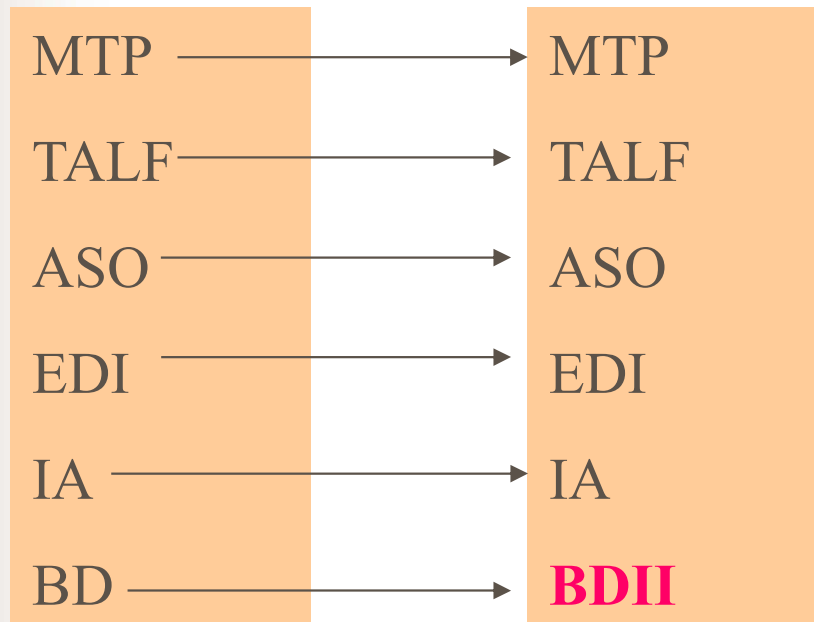 MTP MTP
TALF TALF
ASO ASO
EDI EDI
IA IA
BD BDII